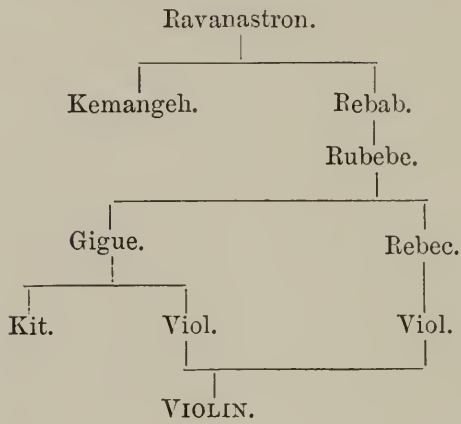 Ravanastron.
Kemangeh. Rebab.
Rubebe.
Gigue. Rebec.
Kit. Viol. Viol.
VIOLIN.